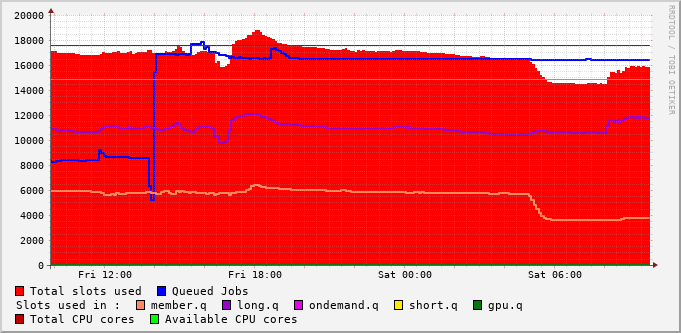 20000
18000
16000
14000
12000
10000
8000
6000
4000
2000
0
Fri 12:00 Fri 18:00 Sat 00:00 Sat 06:00
Total slots used Queued Jobs
Slots used in : member.q long.q ondemand.q short.q gpu.q
Total CPU cores Available CPU cores
RRDTOOL / TOBI OETIKER